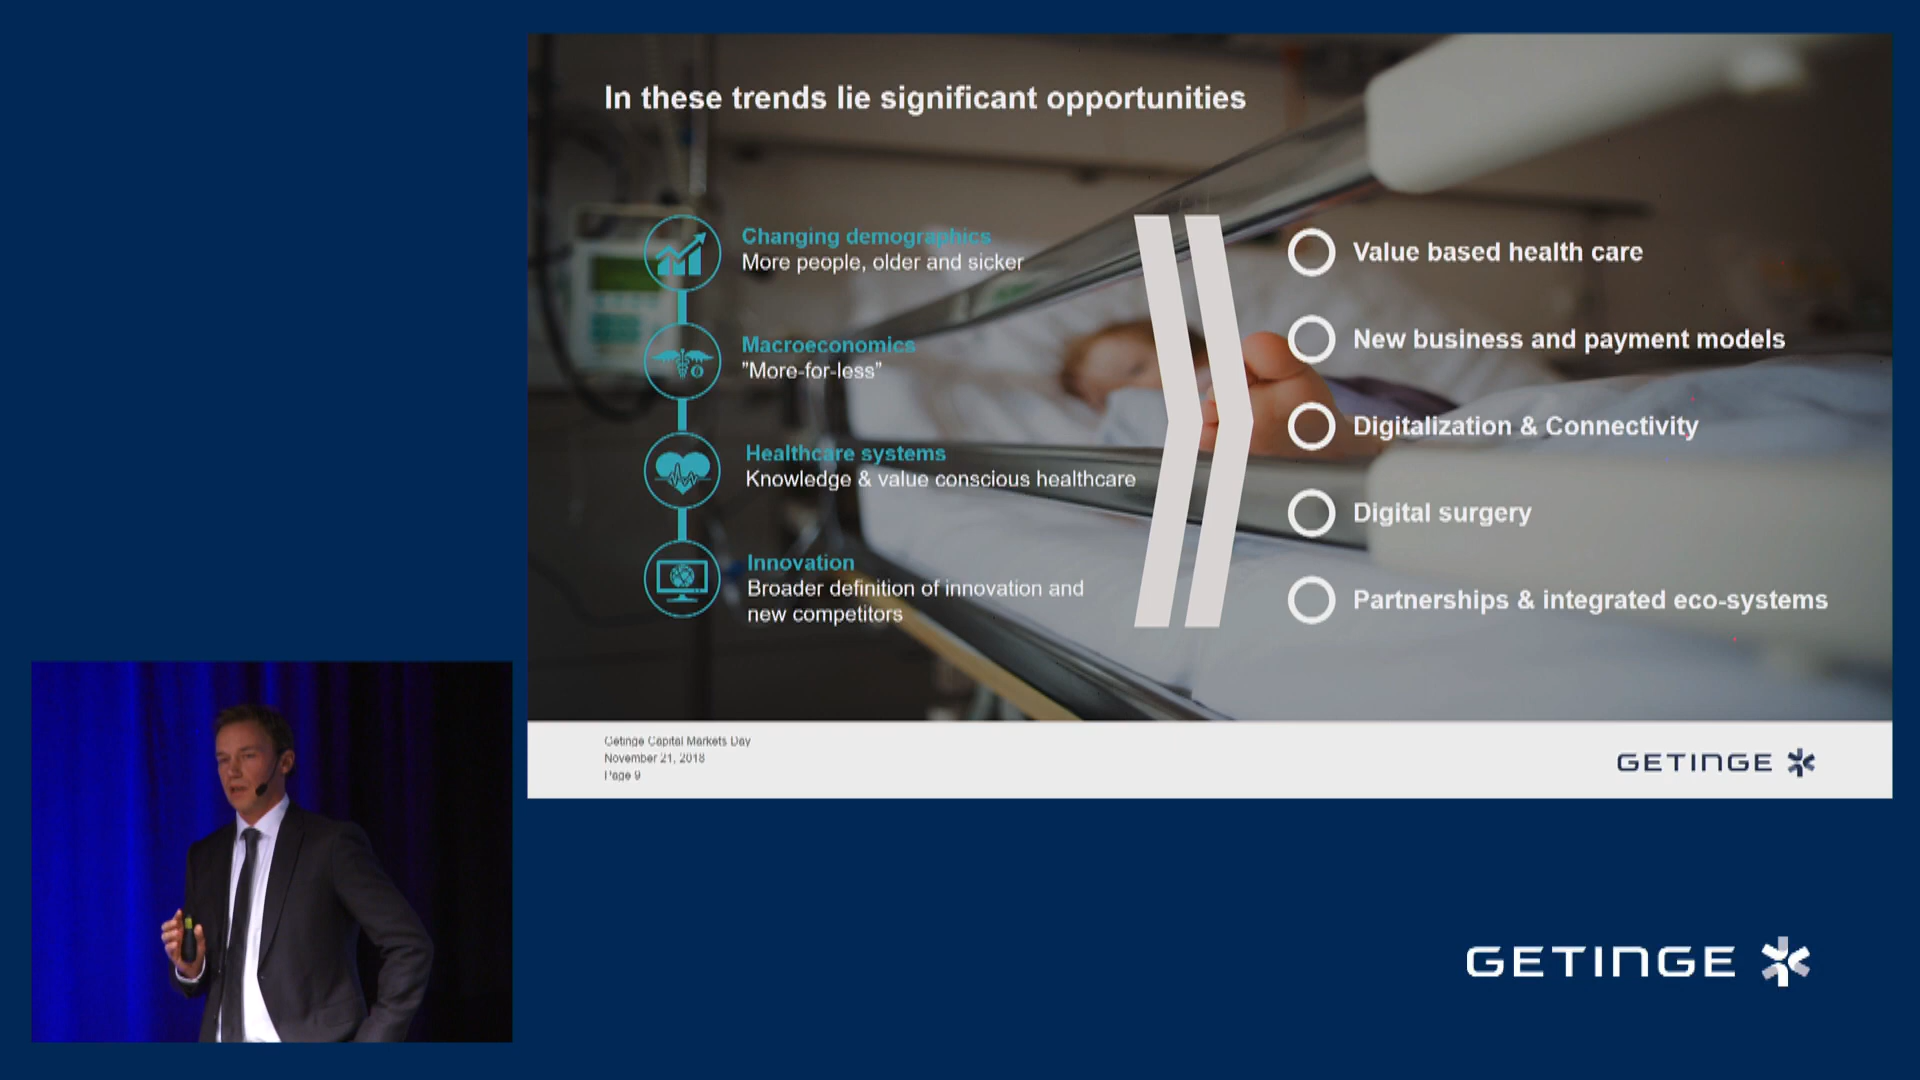 In these trends lie significant opportunities
Changing demographics
More people, older and sicker
Macroeconomics
"More-for-less”
Healthcare systems
Knowledge & value conscious healthcare
Innovation
Broader definition of innovation and
new competitors
Value based health care
New business and payment models
Digitalization & Connectivity
Digital surgery
Partnerships & integrated eco-systems
Getinge Capital Markets Day
November 21, 2018
Page 9
GETINGE
GETINGE